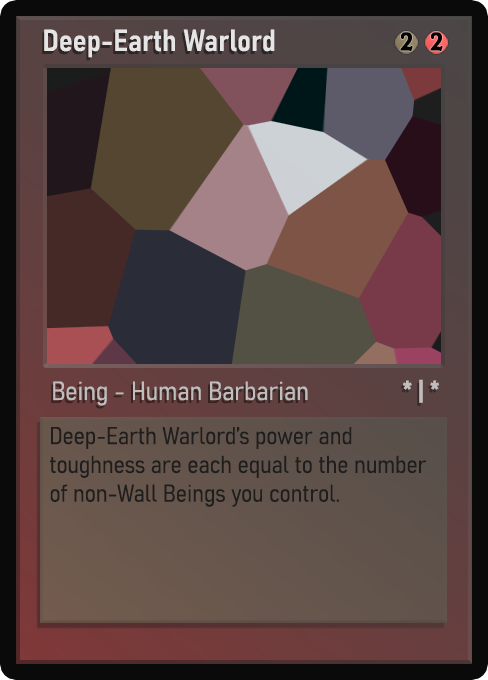 Deep-Earth Warlord 2 2
Being - Human Barbarian *|*
Deep-Earth Warlord's power and
toughness are each equal to the number
of non-Wall Beings you control.